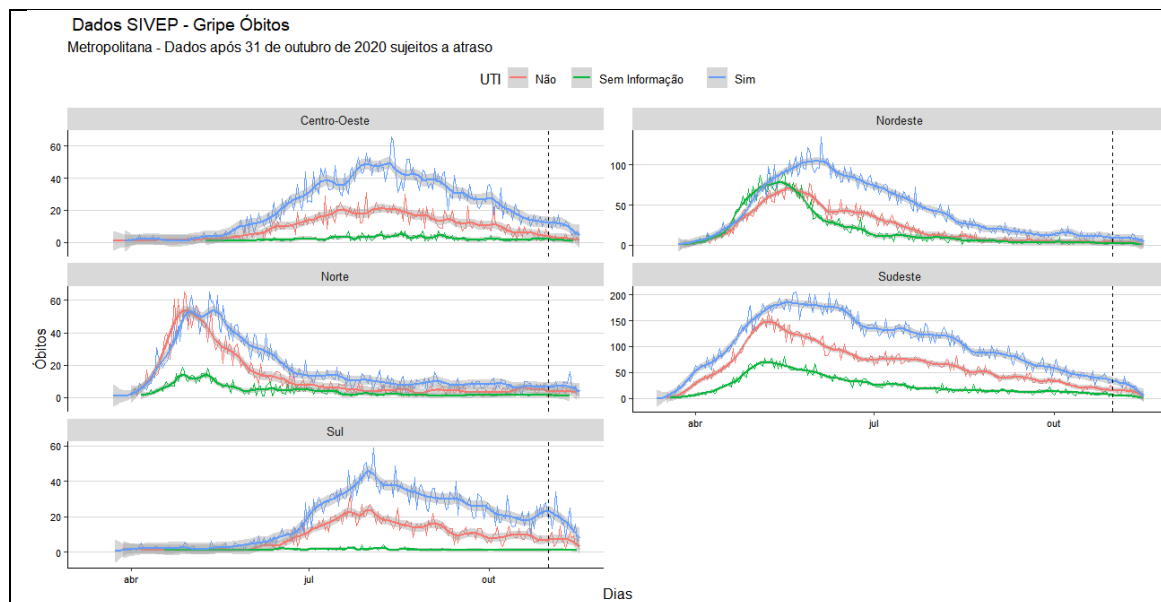 Dados SIVEP - Gripe Óbitos
Metropolitana - Dados após 31 de outubro de 2020 sujeitos a atraso
UTI Não Sem Informação Sim
Centro-Oeste
60
40
20
0
Nordeste
100
50
0
Norte
60
40
20
0
Sudeste
200
150
100
50
0
abr jul out
Sul
60
40
20
0
abr jul out
Óbitos
Dias